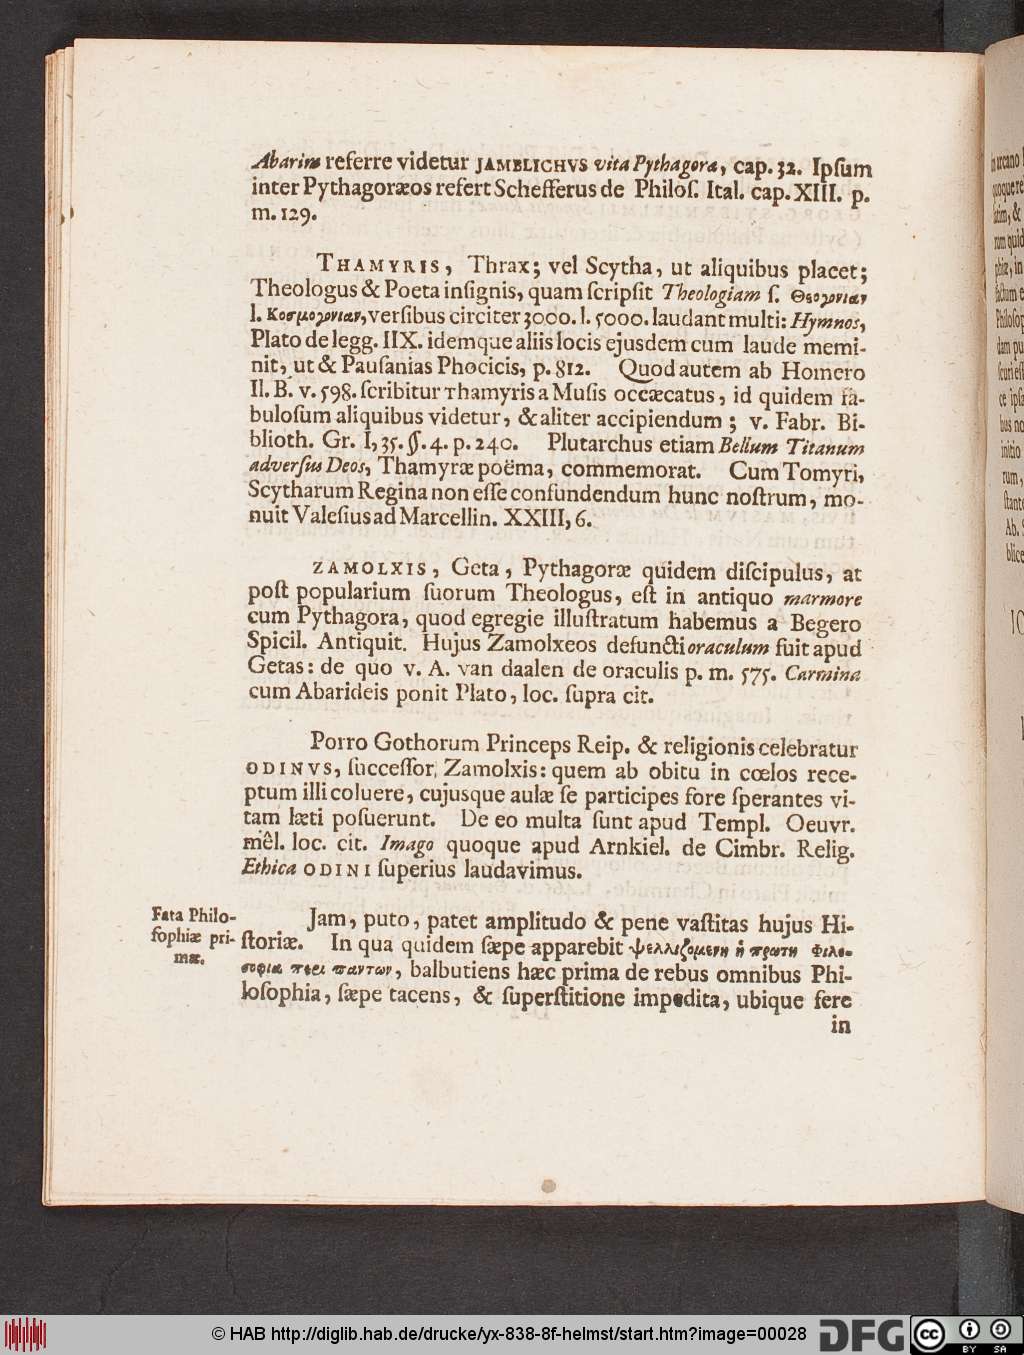 Abarin referre videtur JAMBLICHVS vita Pythagoræ, cap. 32. Ipſum
inter Pythagoræos refert Schefferus de Philoſ. Ital. cap. XIII. p.
m. 129.
THAMYRIS, Thrax; vel Scytha, ut aliquibus placet;
Theologus & Poeta inſignis, quam ſcripſit Theologiam ſ. Θεογονιαν
l. Κοσμογονιαν, verſibus circiter 3000. l. 5000. laudant multi: Hymnos,
Plato de legg. IIX. idemque aliis locis ejusdem cum laude memi-
nit, ut & Pauſanias Phocicis, p. 812. Quod autem ab Homero
Il. B. v. 598. ſcribitur Thamyris a Muſis occæcatus, id quidem fa-
buloſum aliquibus videtur, & aliter accipiendum; v. Fabr. Bi-
blioth. Gr. I, 35. §. 4. p. 240. Plutarchus etiam Bellum Titanum
adverſus Deos, Thamyræ poëma, commemorat. Cum Tomyri,
Scytharum Regina non eſſe confundendum hunc noſtrum, mo-
nuit Valeſius ad Marcellin. XXIII, 6.
ZAMOLXIS, Geta, Pythagoræ quidem diſcipulus, at
poſt popularium ſuorum Theologus, eſt in antiquo marmore
cum Pythagora, quod egregie illuſtratum habemus a Begero
Spicil. Antiquit. Hujus Zamolxeos defuncti oraculum fuit apud
Getas: de quo v. A. van daalen de oraculis p. m. 575. Carmina
cum Abarideis ponit Plato, loc. ſupra cit.
Porro Gothorum Princeps Reip. & religionis celebratur
ODINVS, ſucceſſor Zamolxis: quem ab obitu in cœlos rece-
ptum illi coluere, cujusque aulæ ſe participes fore ſperantes vi-
tam læti poſuerunt. De eo multa ſunt apud Templ. Oeuvr.
mêl. loc. cit. Imago quoque apud Arnkiel. de Cimbr. Relig.
Ethica ODINI ſuperius laudavimus.
Fata Philo-
ſophiæ pri-
mæ.
Jam, puto, patet amplitudo & pene vaſtitas hujus Hi-
ſtoriæ. In qua quidem ſæpe apparebit ψελλιζομενη ἡ πρωτη Φιλο-
σοφια περι παντων, balbutiens hæc prima de rebus omnibus Phi-
loſophia, ſæpe tacens, & ſuperſtitione impedita, ubique fere
in
© HAB http://diglib.hab.de/drucke/yx-838-8f-helmst/start.htm?image=00028
DFG
cc BY SA